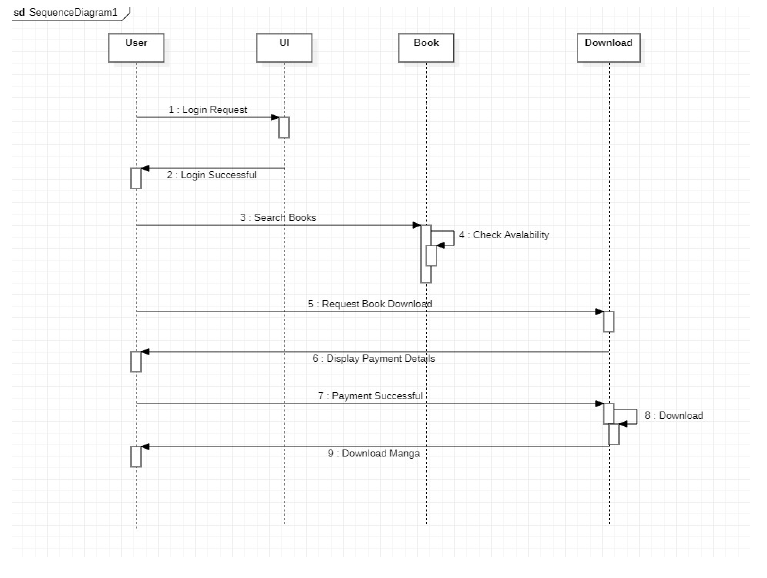 sd SequenceDiagram1
User
UI
Book
Download
1 : Login Request
2 : Login Successful
3 : Search Books
4 : Check Avalability
5 : Request Book Download
6 : Display Payment Details
7 : Payment Successful
8 : Download
9 : Download Manga